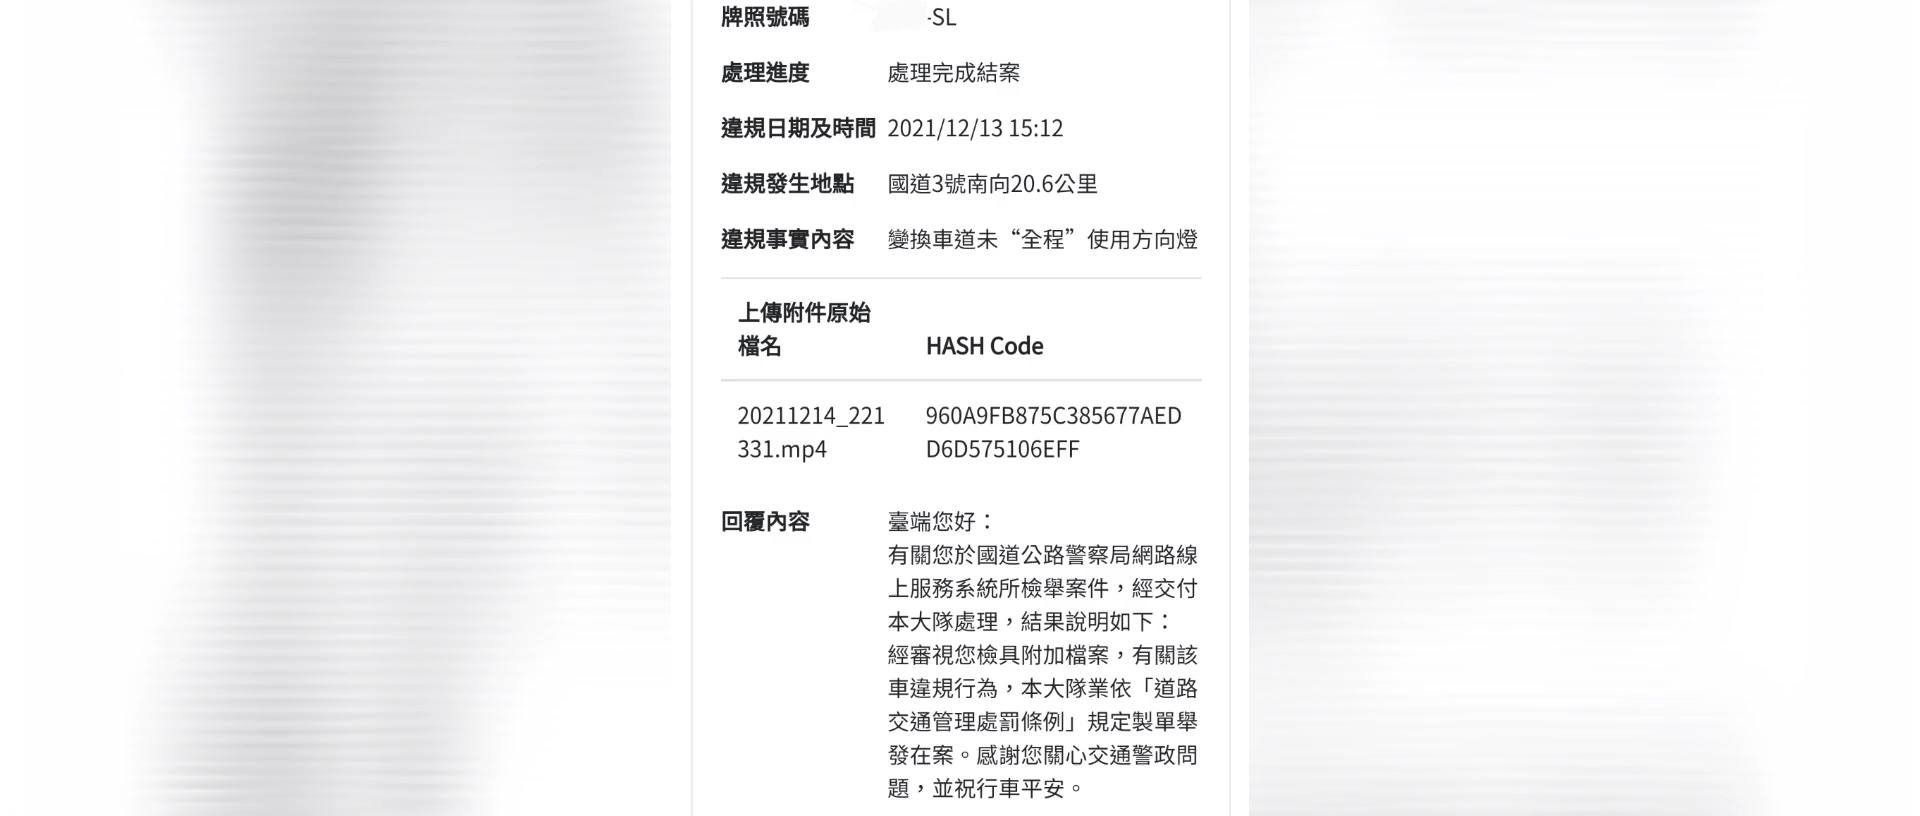 牌照號碼 -SL
處理進度 處理完成結案
違規日期及時間 2021/12/13 15:12
違規發生地點 國道3號南向20.6公里
違規事實內容 變換車道未“全程”使用方向燈
上傳附件原始
檔名 HASH Code
20211214_221 960A9FB875C385677AED
331.mp4 D6D575106EFF
回覆內容 臺端您好：
有關您於國道公路警察局網路線
上服務系統所檢舉案件，經交付
本大隊處理，結果說明如下：
經審視您檢具附加檔案，有關該
車違規行為，本大隊業依「道路
交通管理處罰條例」規定製單舉
發在案。感謝您關心交通警政問
題，並祝行車平安。